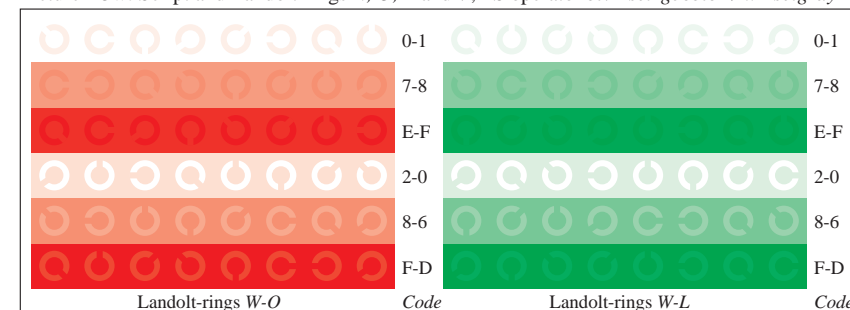 0-1 0-1
7-8 7-8
E-F E-F
2-0 2-0
8-6 8-6
F-D F-D
Landolt-rings W-O Code Landolt-rings W-L Code